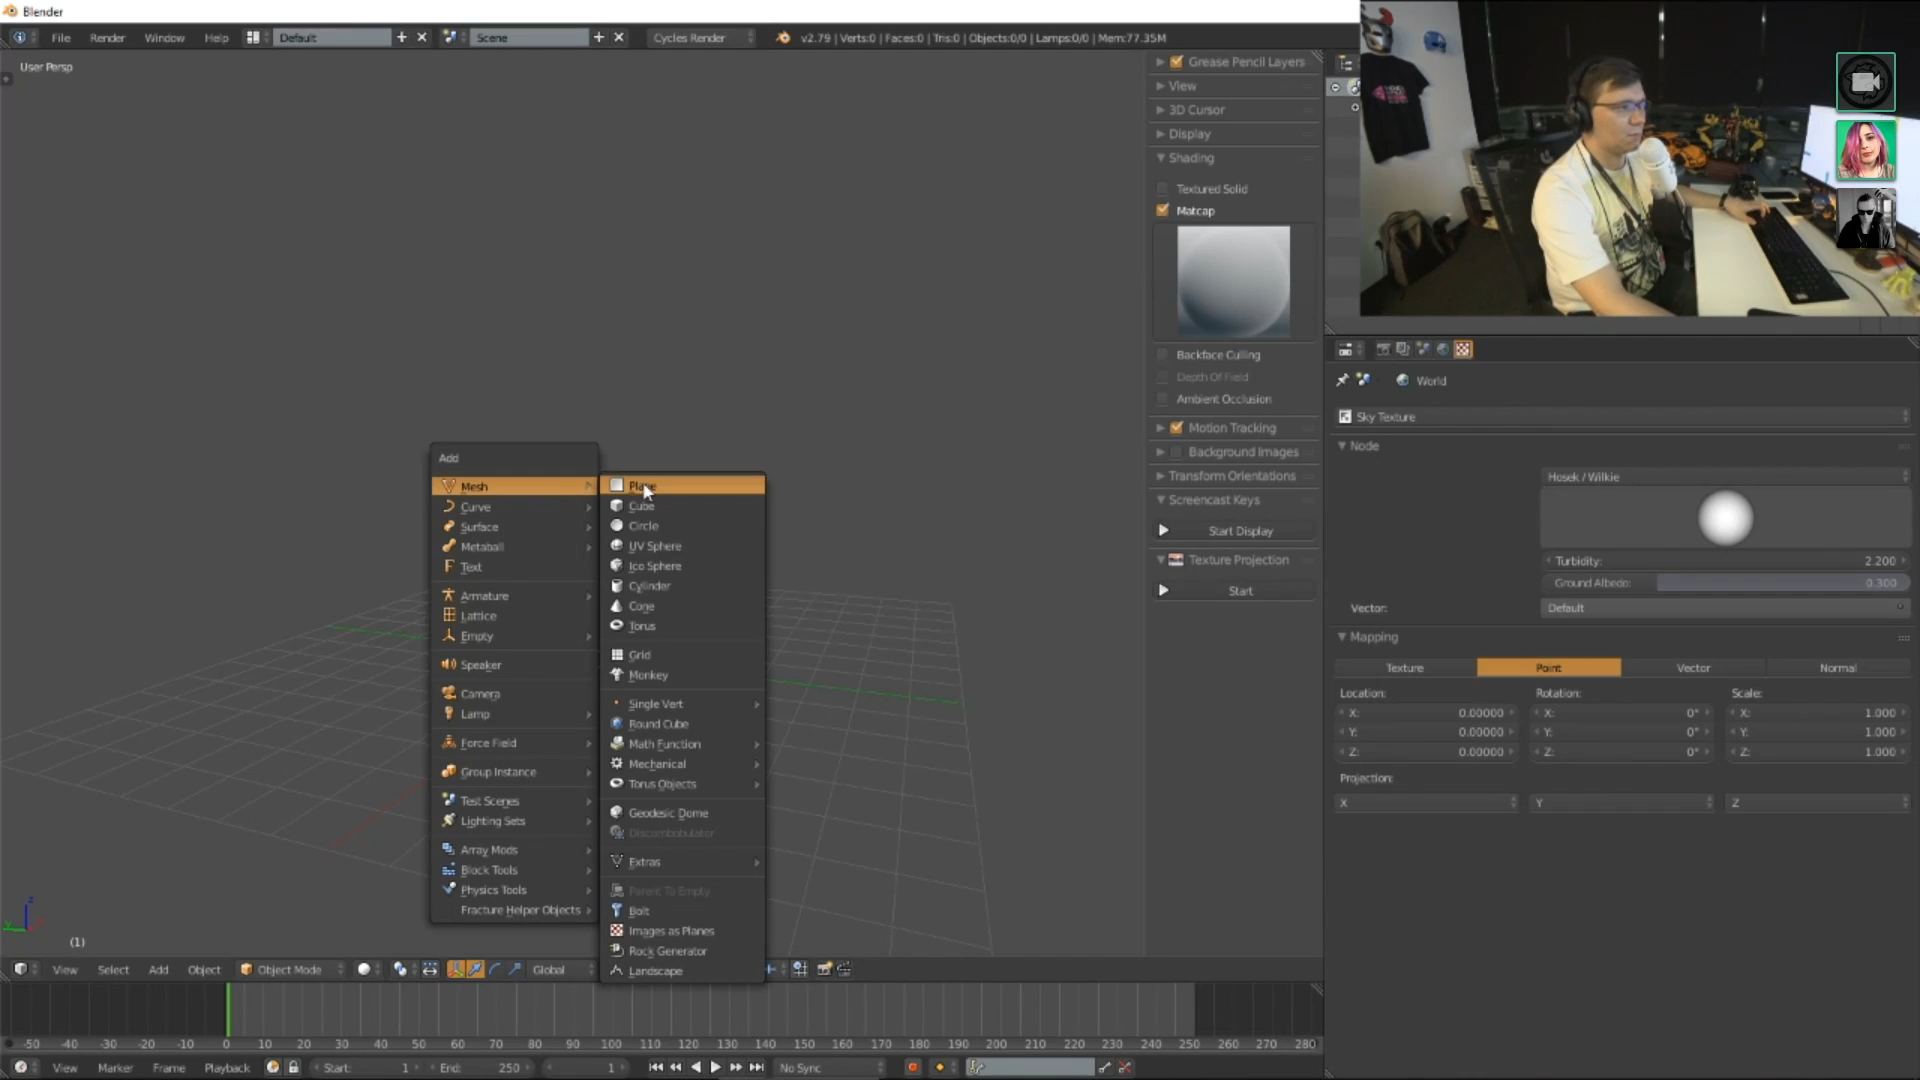 Blender
File Render Window Help Default Scene Cycles Render v2.79 | Verts:0 | Faces:0 | Tris:0 | Objects:0/0 | Lamps:0/0 | Mem:77.35M
User Persp
Grease Pencil Layers
View
3D Cursor
Display
Shading
Textured Solid
Matcap
Backface Culling
Depth Of Field
Ambient Occlusion
Motion Tracking
Background Images
Transform Orientations
Screencast Keys
Start Display
Texture Projection
Start
Add
Mesh
Curve
Surface
Metaball
Text
Armature
Lattice
Empty
Speaker
Camera
Lamp
Force Field
Group Instance
Test Scenes
Lighting Sets
Array Mods
Block Tools
Physics Tools
Fracture Helper Objects
Plane
Cube
Circle
UV Sphere
Ico Sphere
Cylinder
Cone
Torus
Grid
Monkey
Single Vert
Round Cube
Math Function
Mechanical
Torus Objects
Geodesic Dome
Discombobulator
Extras
Parent To Empty
Bolt
Images as Planes
Rock Generator
Landscape
World
Sky Texture
Node
Hosek / Wilkie
Turbidity: 2.200
Ground Albedo: 0.300
Vector: Default
Mapping
Texture Point Vector Normal
Location: Rotation: Scale:
X: 0.00000 X: 0° X: 1.000
Y: 0.00000 Y: 0° Y: 1.000
Z: 0.00000 Z: 0° Z: 1.000
Projection:
X Y Z
z
y
(1)
View Select Add Object Object Mode Global
-50 -40 -30 -20 -10 0 10 20 30 40 50 60 70 80 90 100 110 120 130 140 150 160 170 180 190 200 210 220 230 240 250 260 270 280
View Marker Frame Playback Start: 1 End: 250 1 No Sync